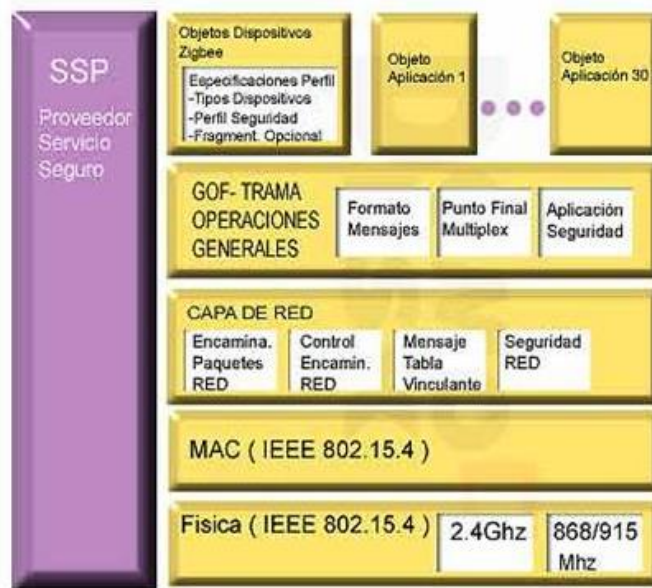 SSP
Proveedor
Servicio
Seguro
Objetos Dispositivos
Zigbee
Especificaciones Perfil
-Tipos Dispositivos
-Perfil Seguridad
-Fragment. Opcional
Objeto
Aplicación 1
Objeto
Aplicación 30
GOF- TRAMA
OPERACIONES
GENERALES
Formato
Mensajes
Punto Final
Multiplex
Aplicación
Seguridad
CAPA DE RED
Encamina.
Paquetes
RED
Control
Encamin.
RED
Mensaje
Tabla
Vinculante
Seguridad
RED
MAC ( IEEE 802.15.4 )
Fisica ( IEEE 802.15.4 )
2.4Ghz
868/915
Mhz